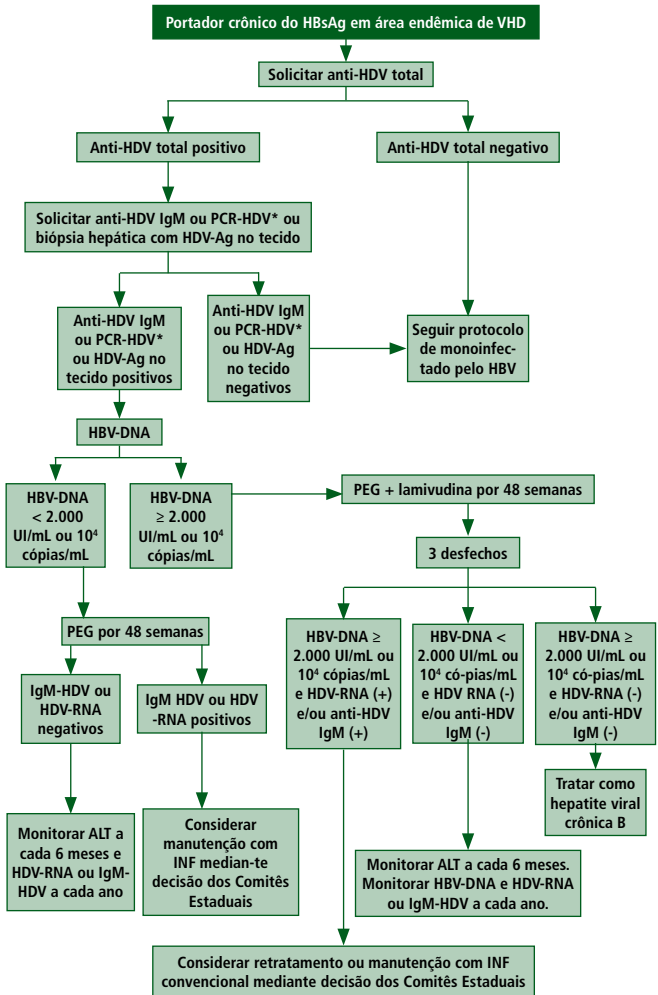 Portador crônico do HBsAg em área endêmica de VHD
Solicitar anti-HDV total
Anti-HDV total positivo
Anti-HDV total negativo
Solicitar anti-HDV IgM ou PCR-HDV* ou
biópsia hepática com HDV-Ag no tecido
Anti-HDV IgM
ou PCR-HDV*
ou HDV-Ag no
tecido positivos
Anti-HDV IgM
ou PCR-HDV*
ou HDV-Ag
no tecido
negativos
Seguir protocolo
de monoinfec-
tado pelo HBV
HBV-DNA
HBV-DNA
< 2.000
UI/mL ou 10⁴
cópias/mL
HBV-DNA
≥ 2.000
UI/mL ou 10⁴
cópias/mL
PEG + lamivudina por 48 semanas
3 desfechos
PEG por 48 semanas
HBV-DNA ≥
2.000 UI/mL ou
10⁴ cópias/mL
e HDV-RNA (+)
e/ou anti-HDV
IgM (+)
HBV-DNA <
2.000 UI/mL ou
10⁴ có-pias/mL
e HDV RNA (-)
e/ou anti-HDV
IgM (-)
HBV-DNA ≥
2.000 UI/mL ou
10⁴ có-pias/mL
e HDV-RNA (-)
e/ou anti-HDV
IgM (-)
IgM-HDV ou
HDV-RNA
negativos
IgM HDV ou HDV
-RNA positivos
Tratar como
hepatite viral
crônica B
Monitorar ALT a
cada 6 meses e
HDV-RNA ou IgM-
HDV a cada ano
Considerar
manutenção com
INF median-te
decisão dos Comitês
Estaduais
Monitorar ALT a cada 6 meses.
Monitorar HBV-DNA e HDV-RNA
ou IgM-HDV a cada ano.
Considerar retratamento ou manutenção com INF
convencional mediante decisão dos Comitês Estaduais